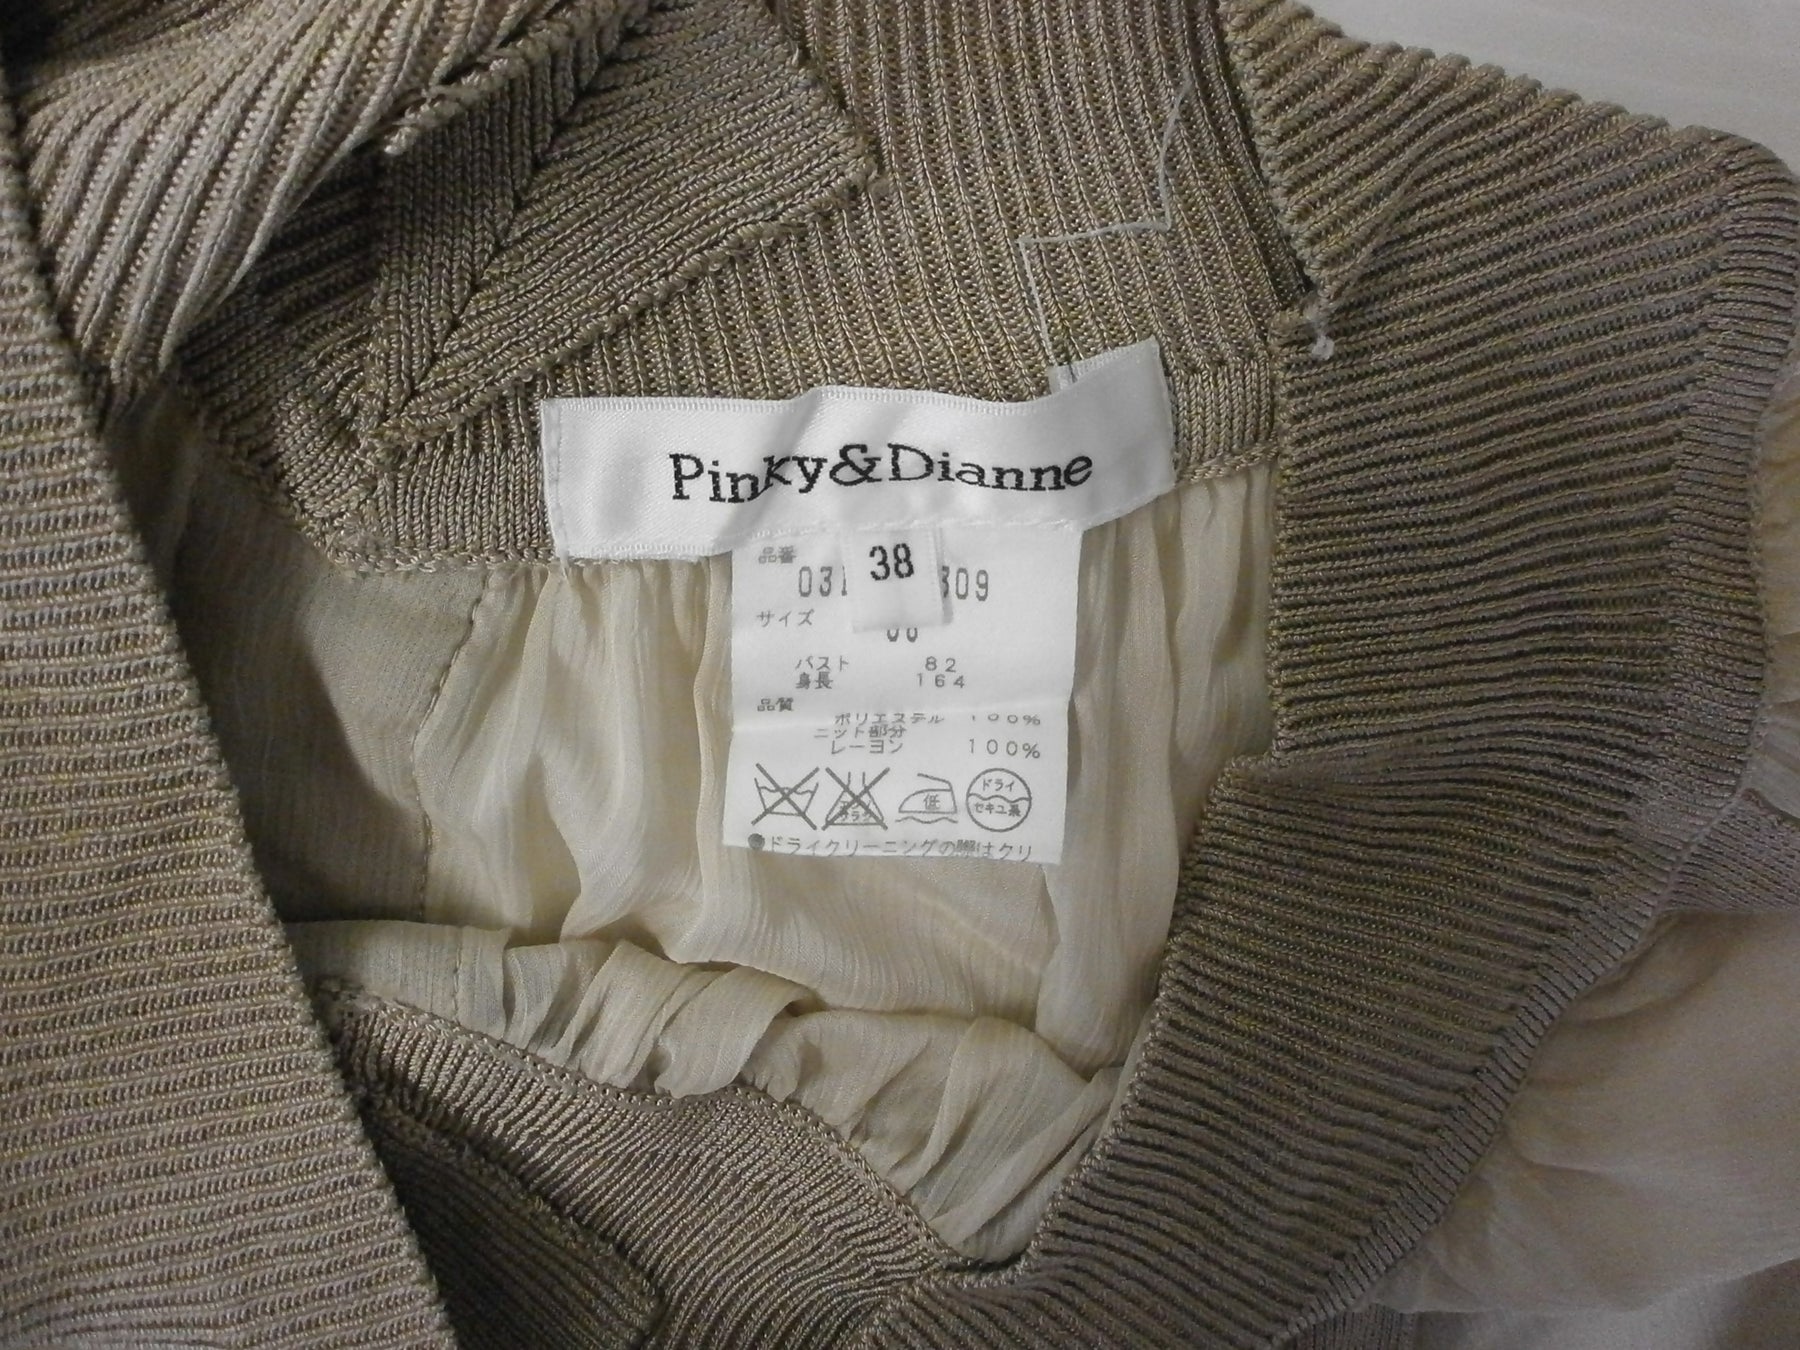 Pinky&Dianne
38
品番
サイズ
バスト 82
身長 164
品質
ポリエステル 100%
ニット部分
レーヨン 100%
低
ドライ
セキユ系
●ドライクリーニングの際はクリ